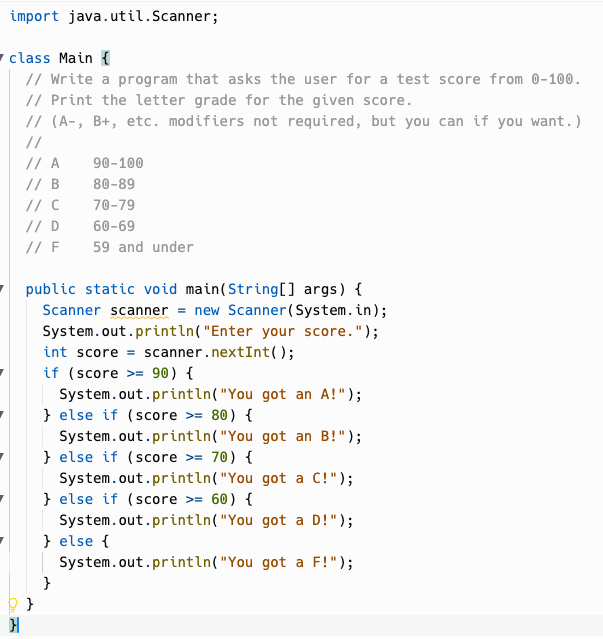 import java.util.Scanner;
class Main {
// Write a program that asks the user for a test score from 0-100.
// Print the letter grade for the given score.
// (A-, B+, etc. modifiers not required, but you can if you want.)
//
// A    90-100
// B    80-89
// C    70-79
// D    60-69
// F    59 and under
public static void main(String[] args) {
Scanner scanner = new Scanner(System.in);
System.out.println("Enter your score.");
int score = scanner.nextInt();
if (score >= 90) {
System.out.println("You got an A!");
} else if (score >= 80) {
System.out.println("You got an B!");
} else if (score >= 70) {
System.out.println("You got a C!");
} else if (score >= 60) {
System.out.println("You got a D!");
} else {
System.out.println("You got a F!");
}
}
}